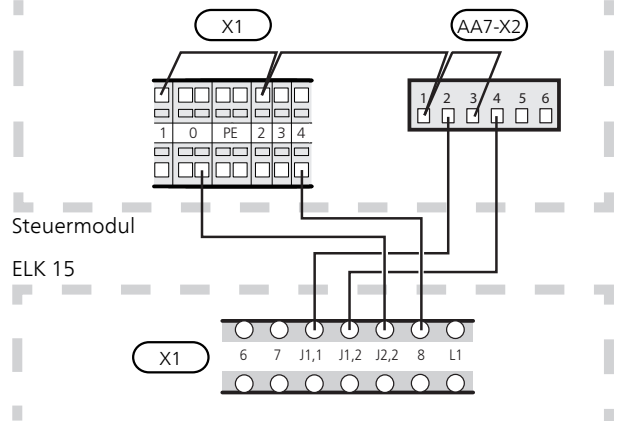 X1
AA7-X2
1 2 3 4 5 6
1 0 PE 2 3 4
Steuermodul
ELK 15
X1
6 7 J1,1 J1,2 J2,2 8 L1